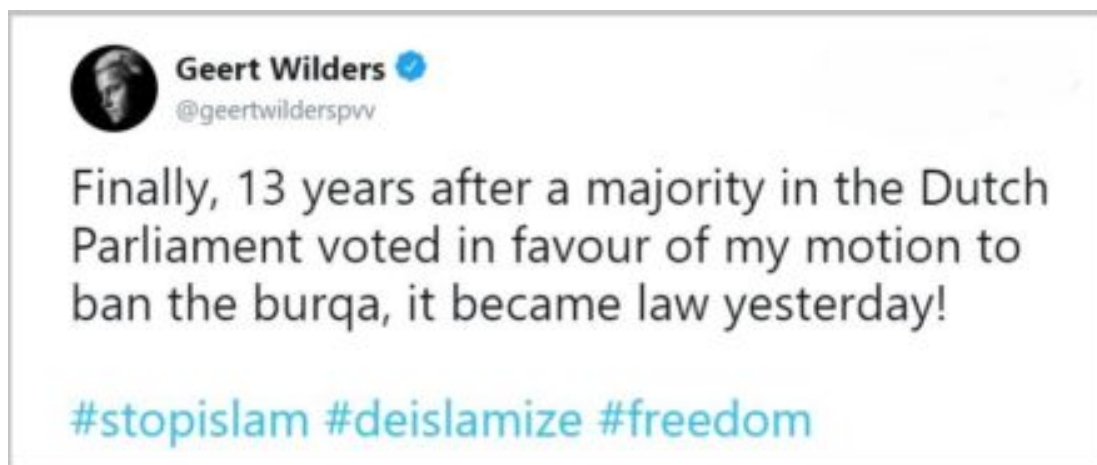 Geert Wilders
@geertwilderspvv
Finally, 13 years after a majority in the Dutch
Parliament voted in favour of my motion to
ban the burqa, it became law yesterday!
#stopislam #deislamize #freedom